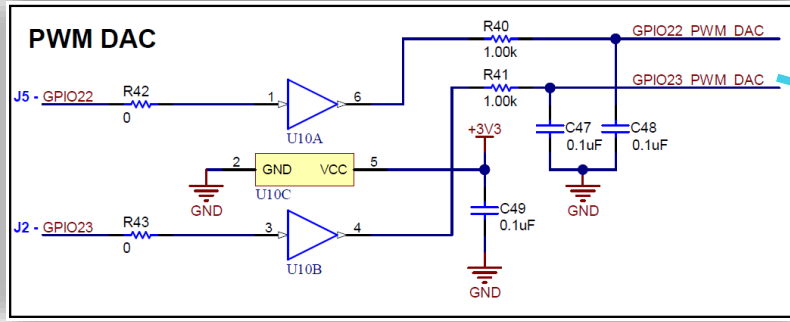 PWM DAC
R40
1.00k
GPIO22_PWM_DAC
R41
1.00k
GPIO23_PWM_DAC
J5 - GPIO22
R42
0
1
6
U10A
+3V3
C47
0.1uF
C48
0.1uF
2
GND
VCC
5
U10C
GND
GND
C49
0.1uF
J2 - GPIO23
R43
0
3
4
U10B
GND